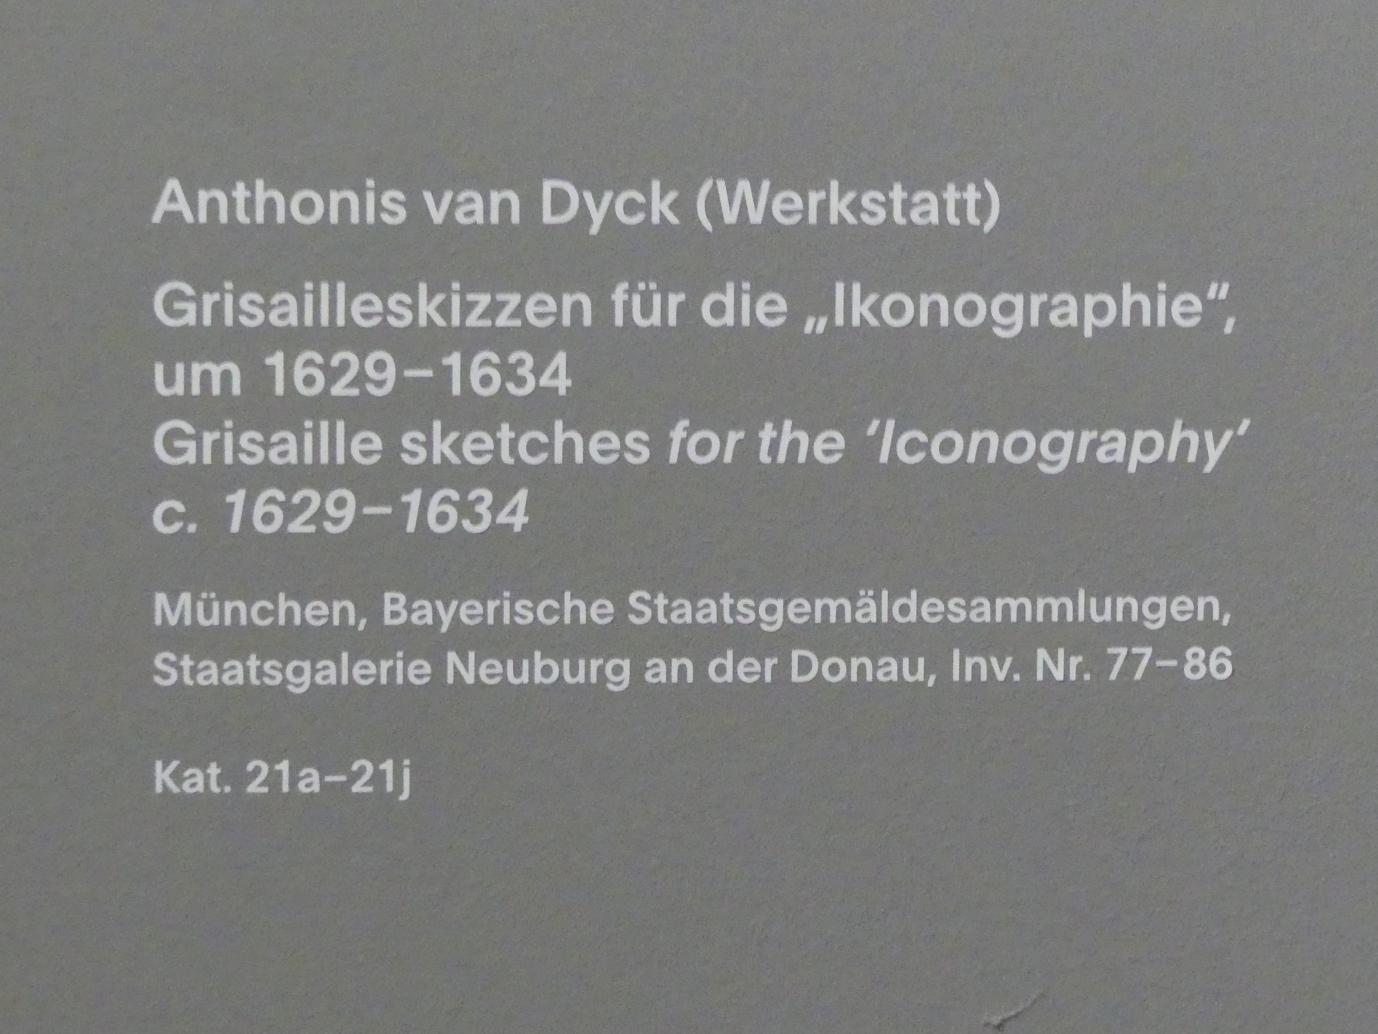 Anthonis van Dyck (Werkstatt)
Grisailleskizzen für die „Ikonographie“,
um 1629–1634
Grisaille sketches for the ‘Iconography’
c. 1629–1634
München, Bayerische Staatsgemäldesammlungen,
Staatsgalerie Neuburg an der Donau, Inv. Nr. 77–86
Kat. 21a–21j